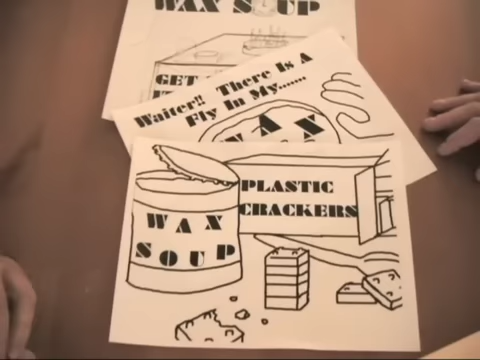 WAX SOUP
GET
Waiter!! There Is A
Fly In My.......
WAX
PLASTIC
CRACKERS
WAX
SOUP